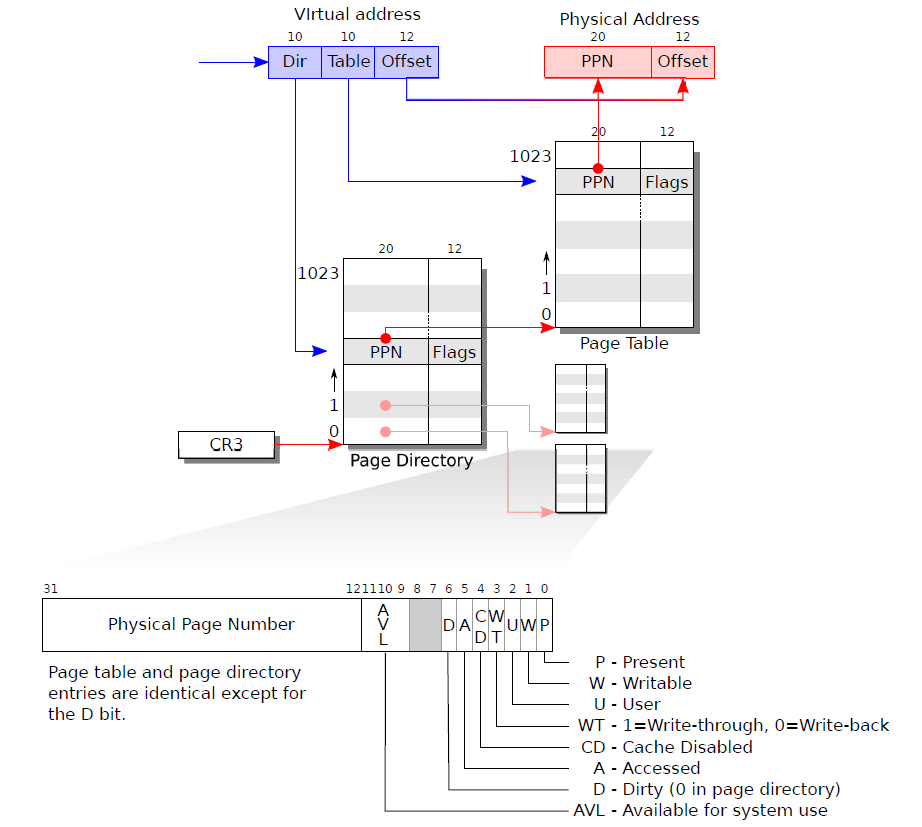 VIrtual address
Physical Address
10 10 12
20 12
Dir Table Offset
PPN Offset
20 12
1023
PPN Flags
20 12
1023
1
0
Page Table
PPN Flags
1
0
CR3
Page Directory
31 12 11 10 9 8 7 6 5 4 3 2 1 0
Physical Page Number
AVL
D
A
CD
WT
U
W
P
Page table and page directory
entries are identical except for
the D bit.
P - Present
W - Writable
U - User
WT - 1=Write-through, 0=Write-back
CD - Cache Disabled
A - Accessed
D - Dirty (0 in page directory)
AVL - Available for system use